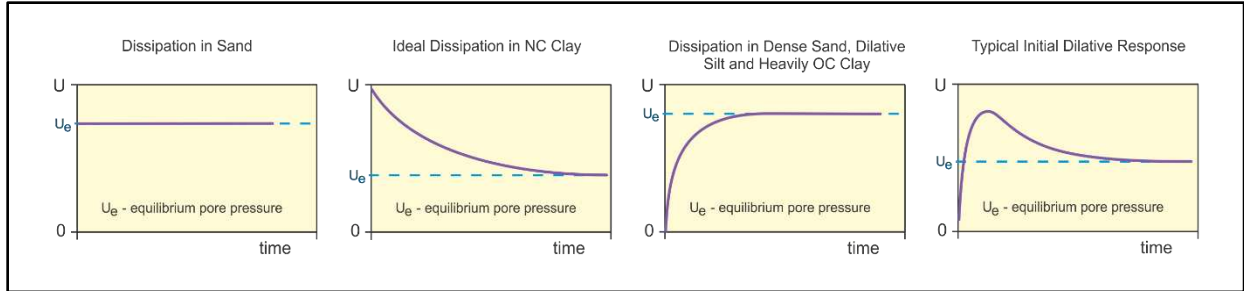 Dissipation in Sand
U
Ue
Ue - equilibrium pore pressure
0
time
Ideal Dissipation in NC Clay
U
Ue
Ue - equilibrium pore pressure
0
time
Dissipation in Dense Sand, Dilative
Silt and Heavily OC Clay
U
Ue
Ue - equilibrium pore pressure
0
time
Typical Initial Dilative Response
U
Ue
Ue - equilibrium pore pressure
0
time